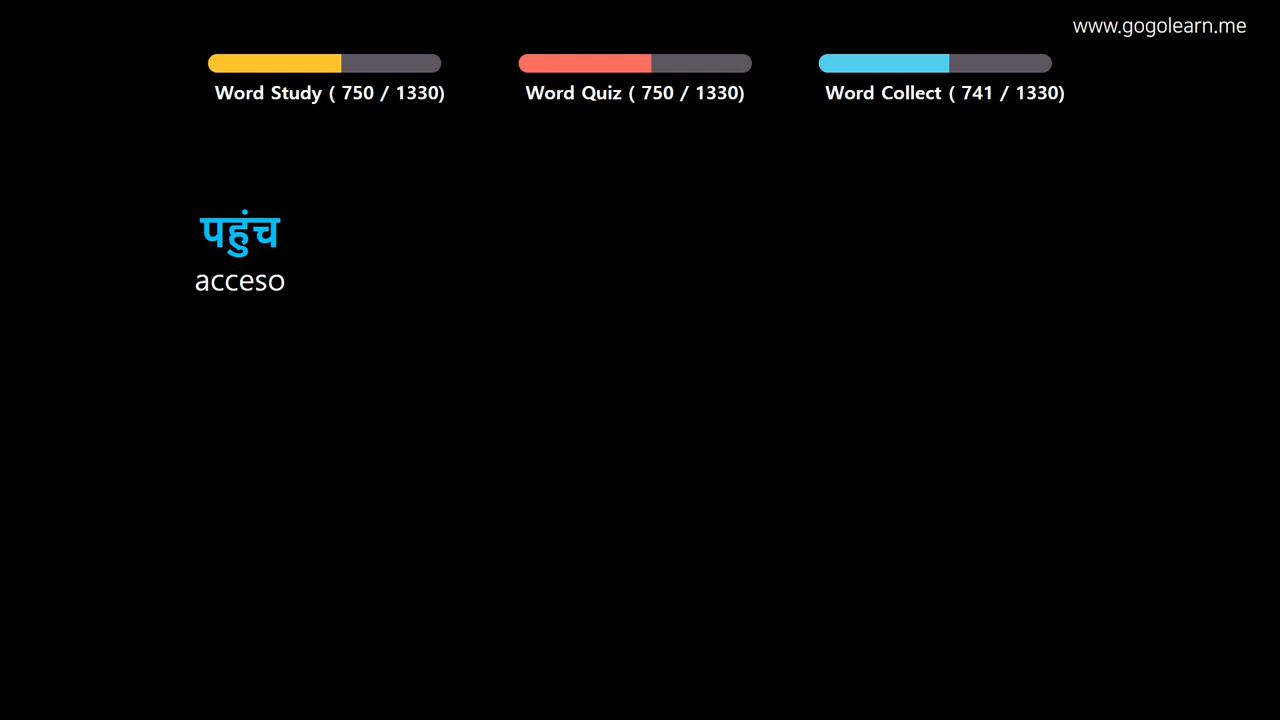 www.gogolearn.me
Word Study ( 750 / 1330)
Word Quiz ( 750 / 1330)
Word Collect ( 741 / 1330)
पहुंच
acceso